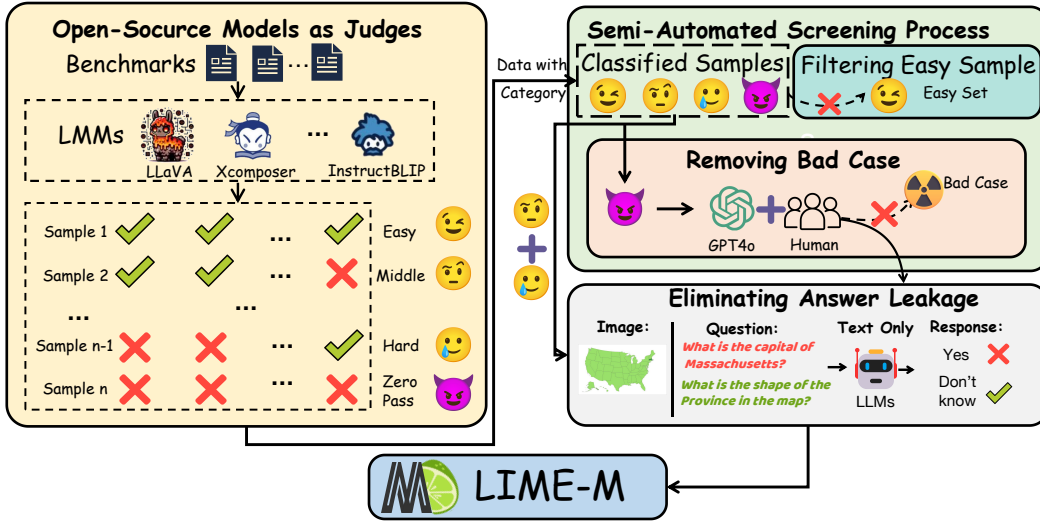 Open-Socurce Models as Judges
Benchmarks
...
LMMs
...
LLaVA
Xcomposer
InstructBLIP
Sample 1
...
Easy
Sample 2
...
Middle
...
...
Sample n-1
...
Hard
Sample n
...
Zero
Pass
Data with
Category
Semi-Automated Screening Process
Classified Samples
Filtering Easy Sample
Easy Set
Removing Bad Case
Bad Case
GPT4o
Human
Eliminating Answer Leakage
Image:
Question:
Text Only
Response:
What is the capital of
Massachusetts?
What is the shape of the
Province in the map?
LLMs
Yes
Don't
know
LIME-M